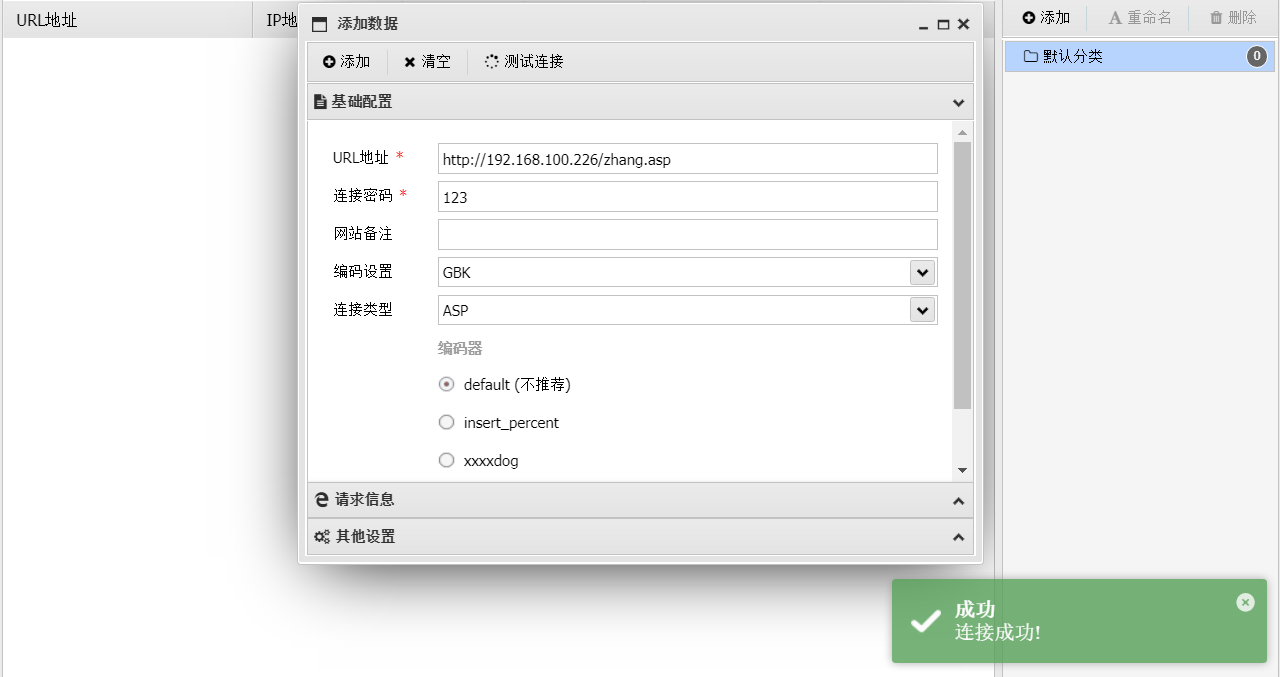 URL地址
IP地
添加数据
添加
重命名
删除
添加
清空
测试连接
默认分类
0
基础配置
URL地址 *
http://192.168.100.226/zhang.asp
连接密码 *
123
网站备注
编码设置
GBK
连接类型
ASP
编码器
default (不推荐)
insert_percent
xxxxdog
请求信息
其他设置
成功
连接成功!